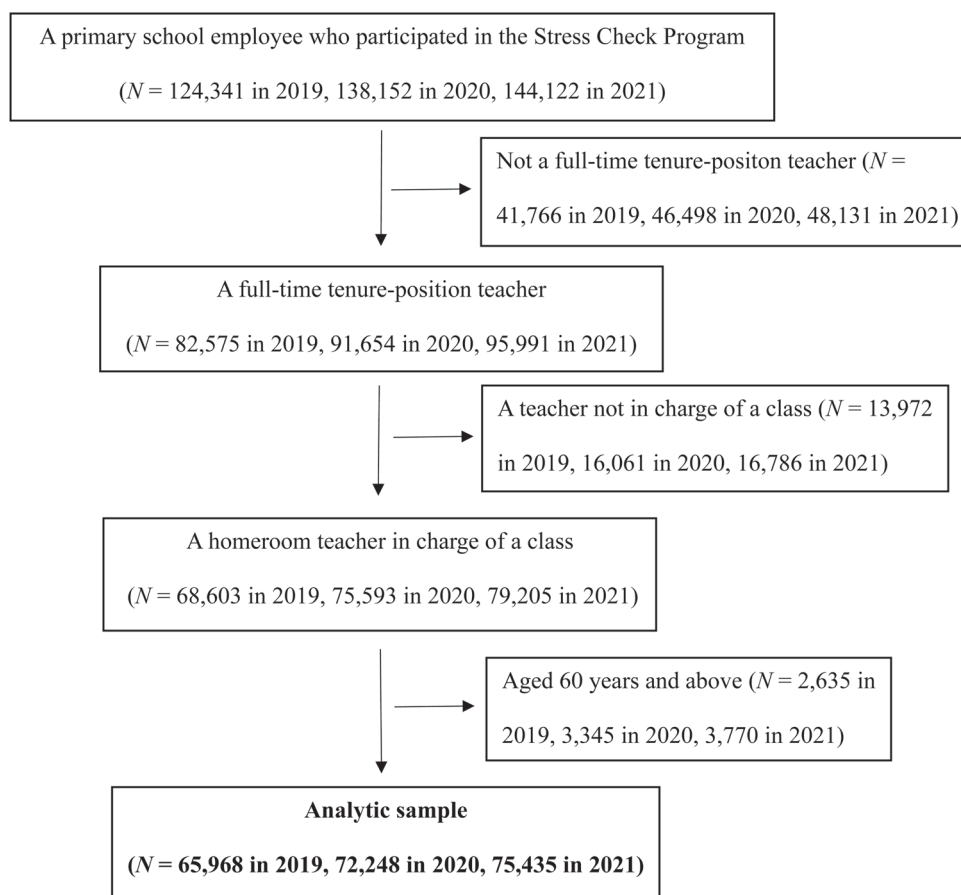 A primary school employee who participated in the Stress Check Program
(N = 124,341 in 2019, 138,152 in 2020, 144,122 in 2021)
Not a full-time tenure-positon teacher (N =
41,766 in 2019, 46,498 in 2020, 48,131 in 2021)
A full-time tenure-position teacher
(N = 82,575 in 2019, 91,654 in 2020, 95,991 in 2021)
A teacher not in charge of a class (N = 13,972
in 2019, 16,061 in 2020, 16,786 in 2021)
A homeroom teacher in charge of a class
(N = 68,603 in 2019, 75,593 in 2020, 79,205 in 2021)
Aged 60 years and above (N = 2,635 in
2019, 3,345 in 2020, 3,770 in 2021)
Analytic sample
(N = 65,968 in 2019, 72,248 in 2020, 75,435 in 2021)